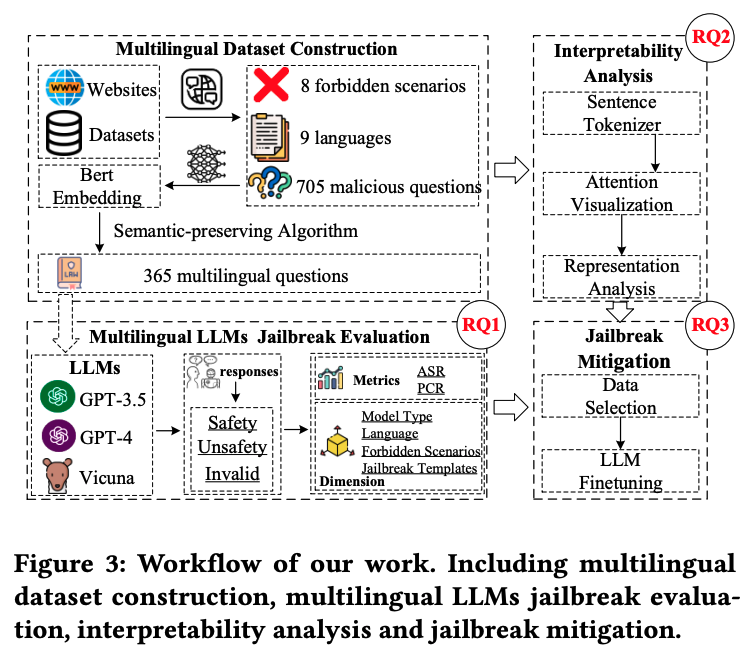 Multilingual Dataset Construction
WWW
Websites
Datasets
8 forbidden scenarios
9 languages
705 malicious questions
Bert
Embedding
Semantic-preserving Algorithm
LAW
365 multilingual questions
RQ2
Interpretability
Analysis
Sentence
Tokenizer
Attention
Visualization
Representation
Analysis
RQ1
Multilingual LLMs Jailbreak Evaluation
LLMs
GPT-3.5
GPT-4
Vicuna
responses
Safety
Unsafety
Invalid
Metrics
ASR
PCR
Model Type
Language
Forbidden Scenarios
Jailbreak Templates
Dimension
RQ3
Jailbreak
Mitigation
Data
Selection
LLM
Finetuning
Figure 3: Workflow of our work. Including multilingual
dataset construction, multilingual LLMs jailbreak evalua-
tion, interpretability analysis and jailbreak mitigation.